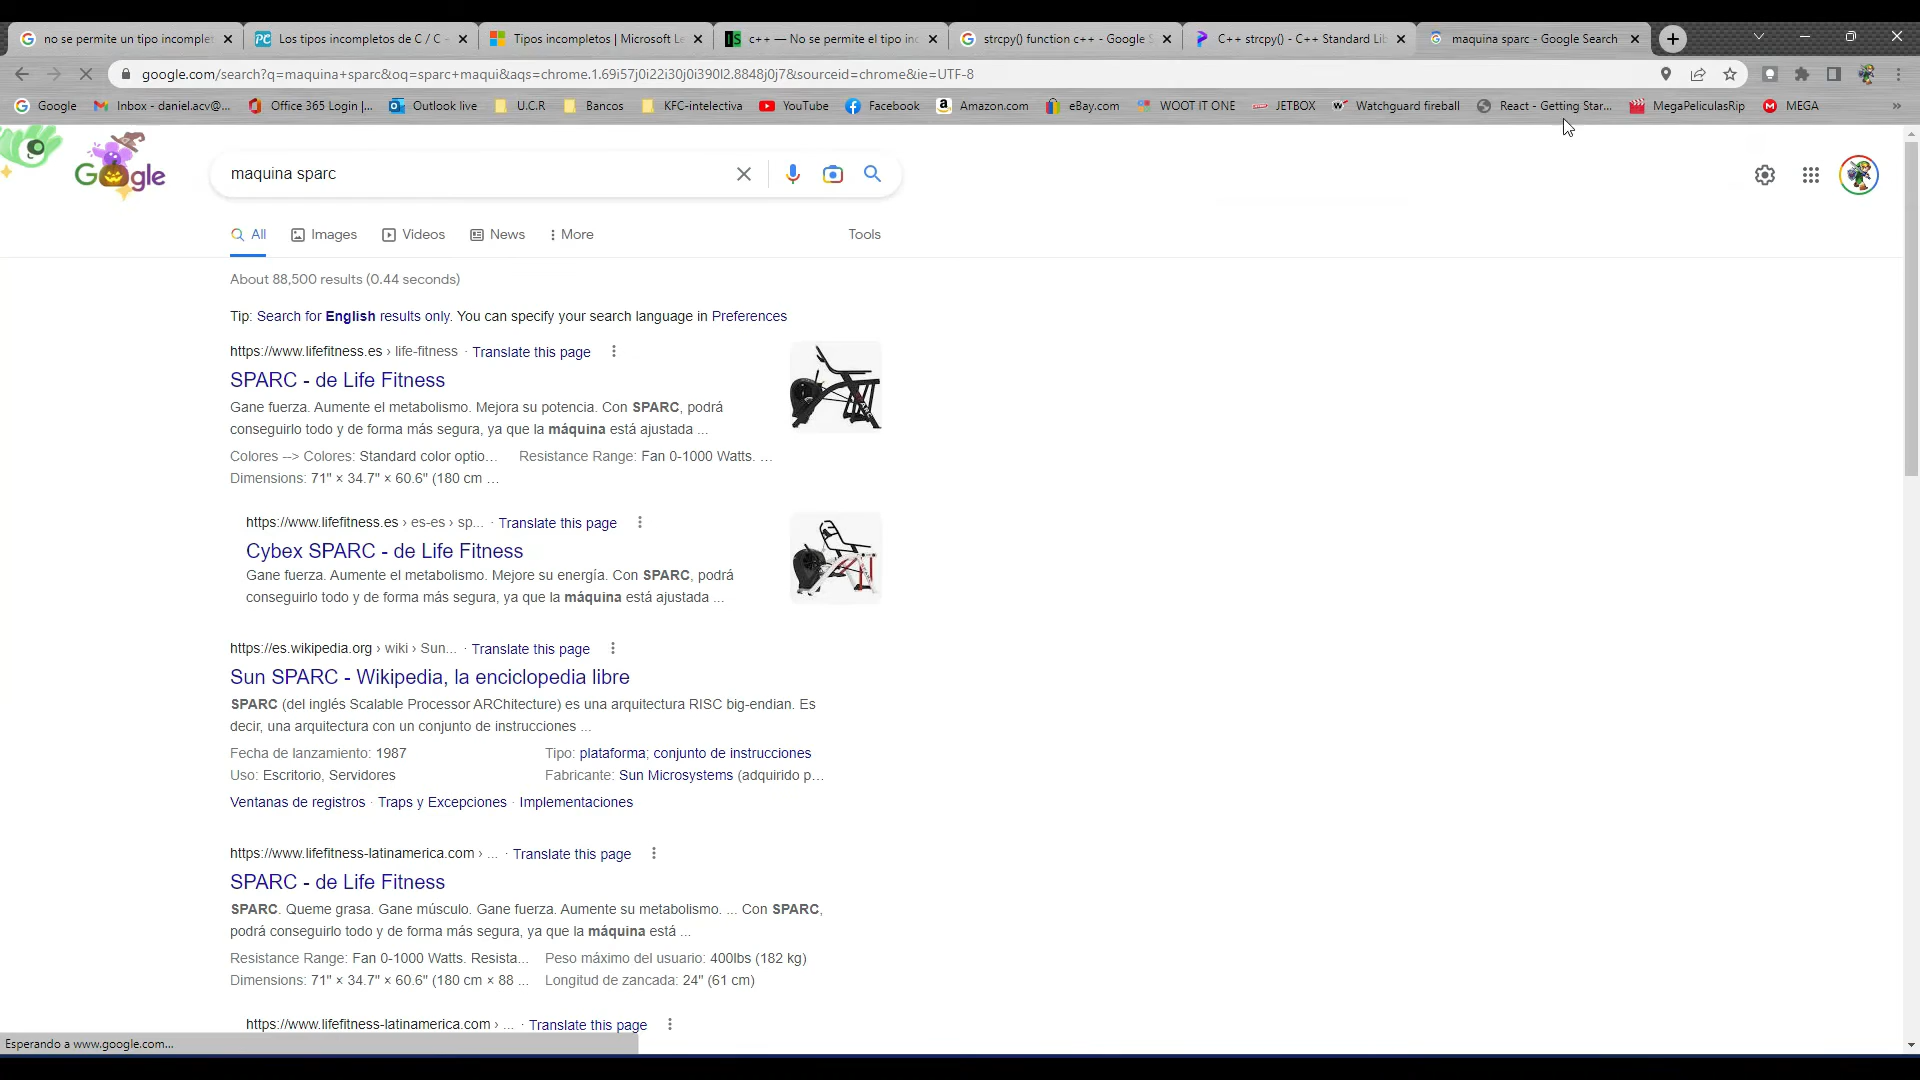 no se permite un tipo incomple
Los tipos incompletos de C / C
Tipos incompletos | Microsoft Le
c++ — No se permite el tipo in
strcpy() function c++ - Google S
C++ strcpy() - C++ Standard Lib
maquina sparc - Google Search
google.com/search?q=maquina+sparc&oq=sparc+maqui&aqs=chrome.1.69i57j0i22i30j0i390l2.8848j0j7&sourceid=chrome&ie=UTF-8
Google
Inbox - daniel.acv@...
Office 365 Login |...
Outlook live
U.C.R
Bancos
KFC-intelectiva
YouTube
Facebook
Amazon.com
eBay.com
WOOT IT ONE
JETBOX
Watchguard fireball
React - Getting Star...
MegaPeliculasRip
MEGA
Google
maquina sparc
All
Images
Videos
News
More
Tools
About 88,500 results (0.44 seconds)
Tip: Search for English results only. You can specify your search language in Preferences
https://www.lifefitness.es › life-fitness · Translate this page
SPARC - de Life Fitness
Gane fuerza. Aumente el metabolismo. Mejora su potencia. Con SPARC, podrá
conseguirlo todo y de forma más segura, ya que la máquina está ajustada ...
Colores --> Colores: Standard color optio... Resistance Range: Fan 0-1000 Watts. ...
Dimensions: 71" × 34.7" × 60.6" (180 cm ...
https://www.lifefitness.es › es-es › sp... · Translate this page
Cybex SPARC - de Life Fitness
Gane fuerza. Aumente el metabolismo. Mejore su energía. Con SPARC, podrá
conseguirlo todo y de forma más segura, ya que la máquina está ajustada ...
https://es.wikipedia.org › wiki › Sun... · Translate this page
Sun SPARC - Wikipedia, la enciclopedia libre
SPARC (del inglés Scalable Processor ARChitecture) es una arquitectura RISC big-endian. Es
decir, una arquitectura con un conjunto de instrucciones ...
Fecha de lanzamiento: 1987 Tipo: plataforma; conjunto de instrucciones
Uso: Escritorio, Servidores Fabricante: Sun Microsystems (adquirido p...
Ventanas de registros · Traps y Excepciones · Implementaciones
https://www.lifefitness-latinamerica.com › ... · Translate this page
SPARC - de Life Fitness
SPARC. Queme grasa. Gane músculo. Gane fuerza. Aumente su metabolismo. ... Con SPARC,
podrá conseguirlo todo y de forma más segura, ya que la máquina está ...
Resistance Range: Fan 0-1000 Watts. Resista... Peso máximo del usuario: 400lbs (182 kg)
Dimensions: 71" × 34.7" × 60.6" (180 cm × 88 ... Longitud de zancada: 24" (61 cm)
https://www.lifefitness-latinamerica.com › ... · Translate this page
Esperando a www.google.com...